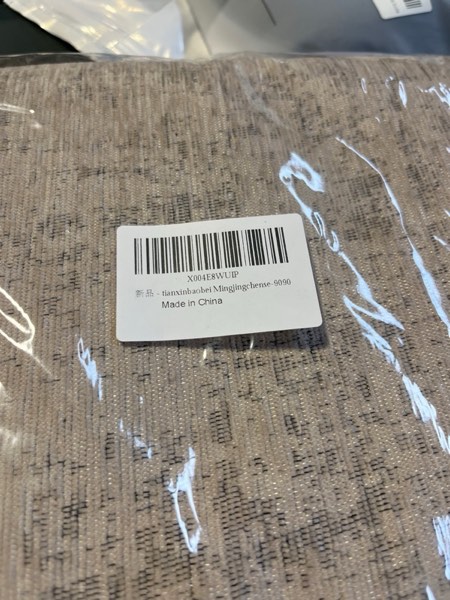 X004E8WUIP
新品 - tianxinbaobei Mingjingchense-9090
Made in China